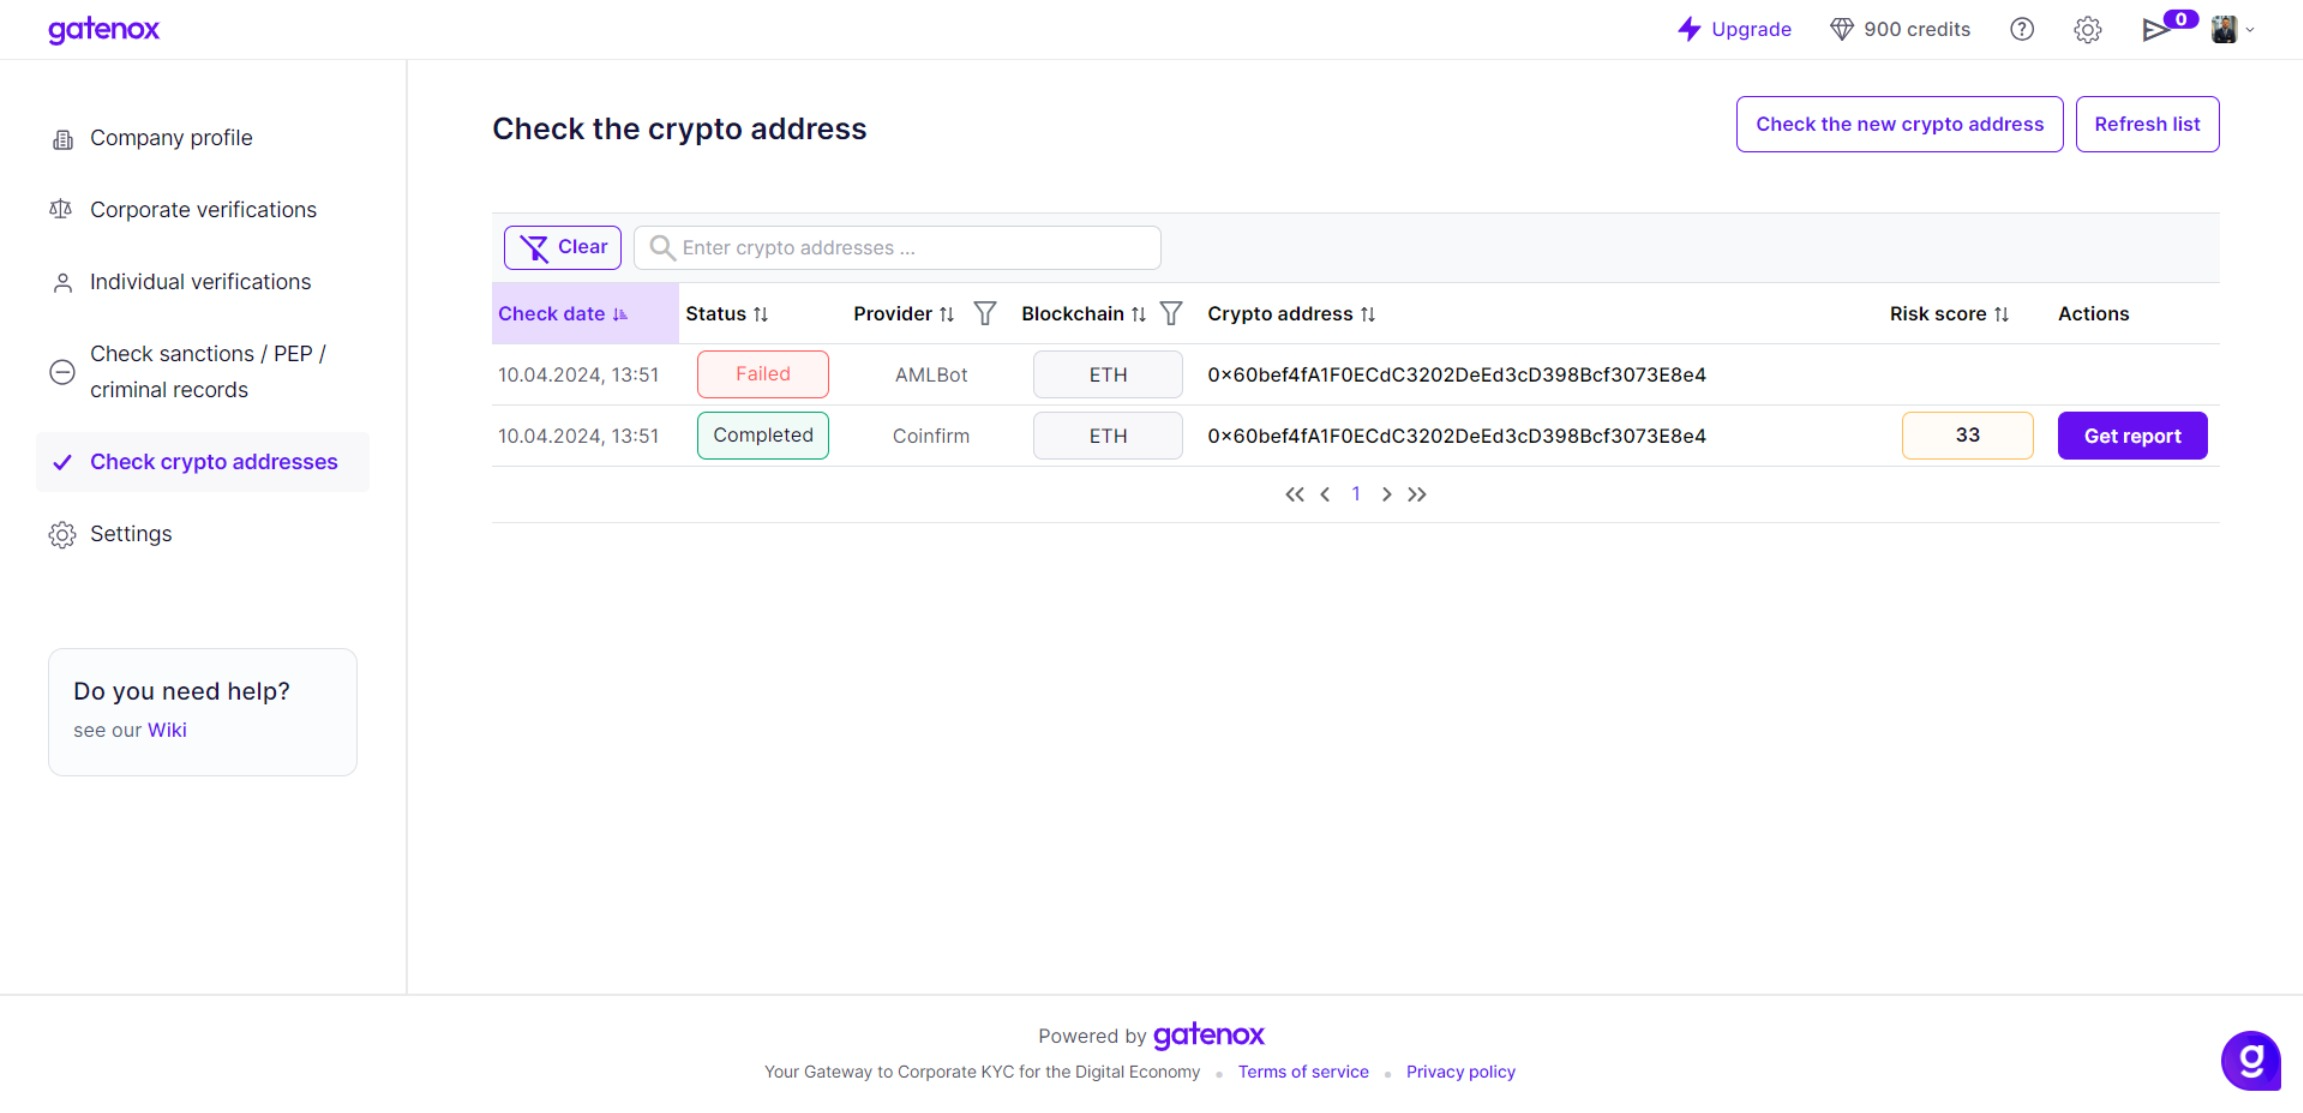 gatenox
Upgrade
900 credits
0
Company profile
Corporate verifications
Individual verifications
Check sanctions / PEP /
criminal records
Check crypto addresses
Settings
Do you need help?
see our Wiki
Check the crypto address
Check the new crypto address
Refresh list
Clear
Enter crypto addresses ...
Check date Status Provider Blockchain Crypto address Risk score Actions
10.04.2024, 13:51 Failed AMLBot ETH 0x60bef4fA1F0ECdC3202DeEd3cD398Bcf3073E8e4
10.04.2024, 13:51 Completed Coinfirm ETH 0x60bef4fA1F0ECdC3202DeEd3cD398Bcf3073E8e4 33 Get report
1
Powered by gatenox
Your Gateway to Corporate KYC for the Digital Economy • Terms of service • Privacy policy
g